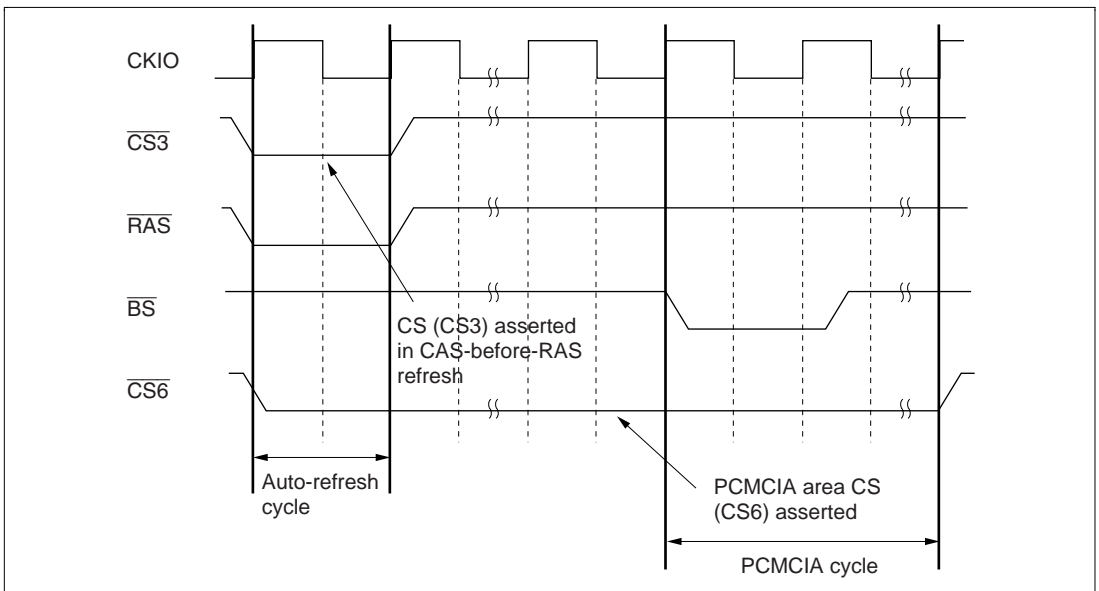 CKIO
CS3
RAS
BS
CS (CS3) asserted
in CAS-before-RAS
refresh
CS6
Auto-refresh
cycle
PCMCIA area CS
(CS6) asserted
PCMCIA cycle